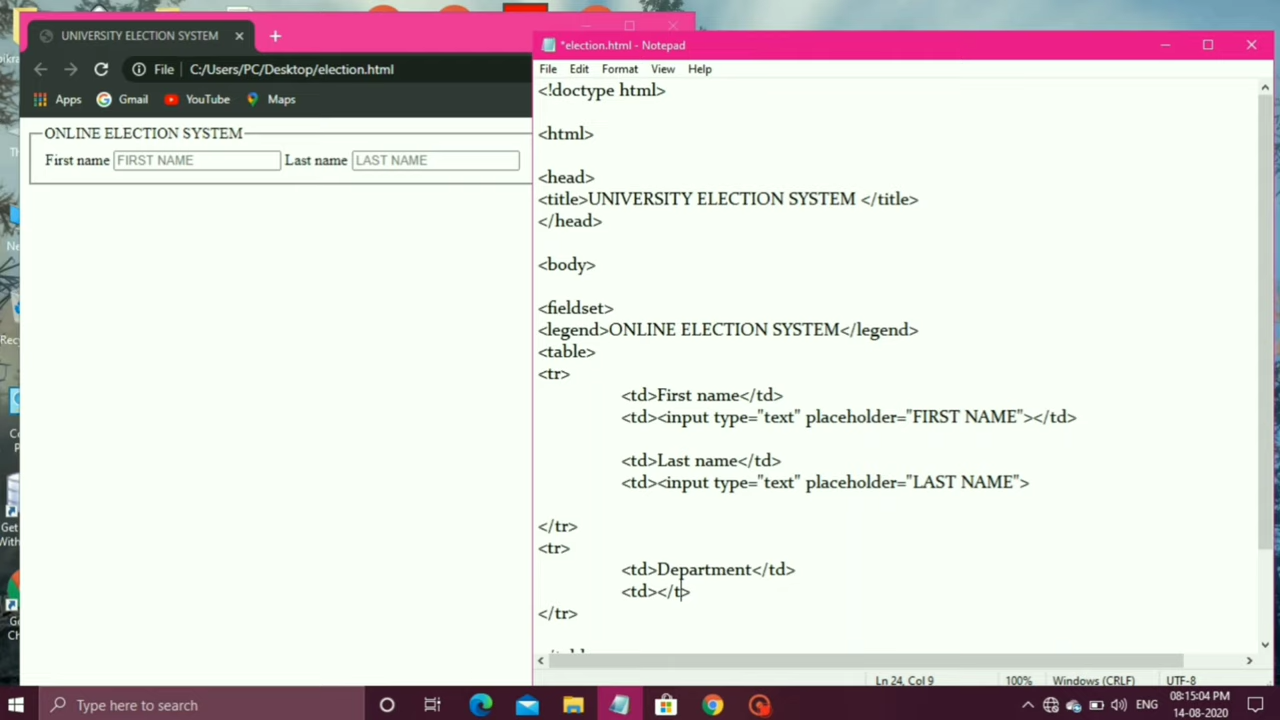 UNIVERSITY ELECTION SYSTEM
File C:/Users/PC/Desktop/election.html
Apps Gmail YouTube Maps
ONLINE ELECTION SYSTEM
First name FIRST NAME Last name LAST NAME
*election.html - Notepad
File Edit Format View Help
<!doctype html>
<html>
<head>
<title>UNIVERSITY ELECTION SYSTEM </title>
</head>
<body>
<fieldset>
<legend>ONLINE ELECTION SYSTEM</legend>
<table>
<tr>
<td>First name</td>
<td><input type="text" placeholder="FIRST NAME"></td>
<td>Last name</td>
<td><input type="text" placeholder="LAST NAME">
</tr>
<tr>
<td>Department</td>
<td></t>
</tr>
Ln 24, Col 9 100% Windows (CRLF) UTF-8
Type here to search
ENG
08:15:04 PM
14-08-2020